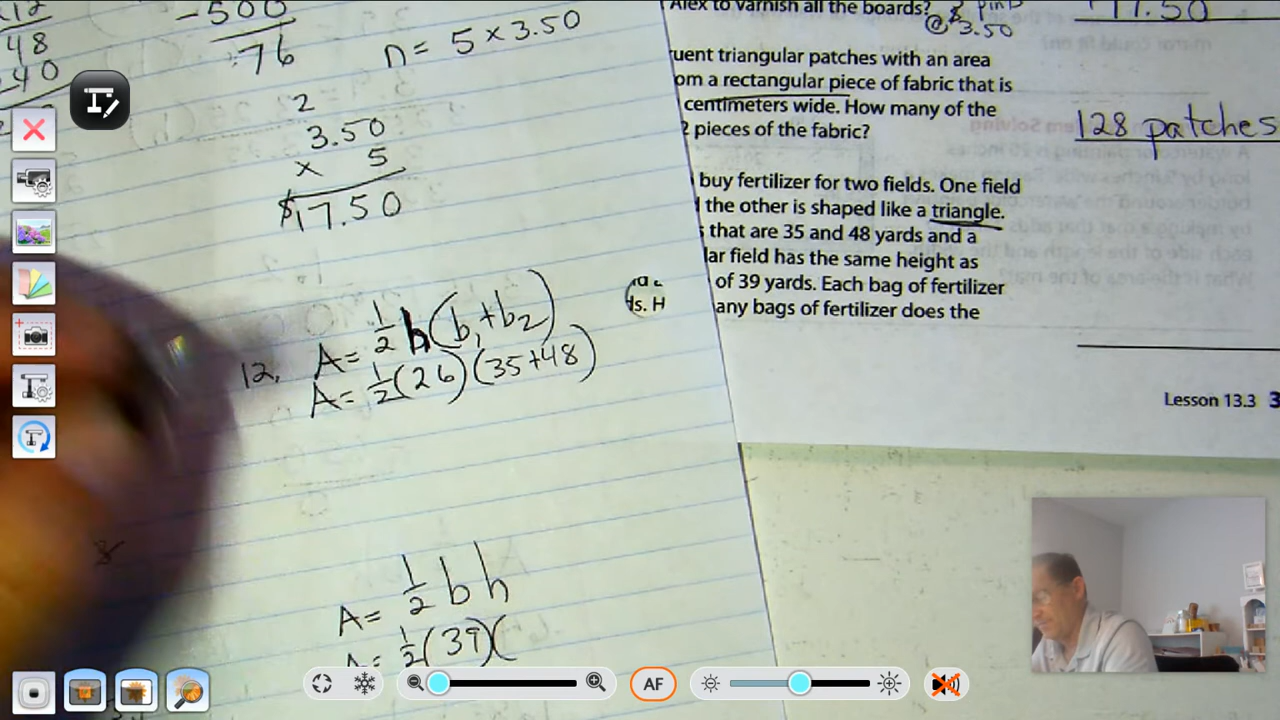 -500
48
76
40
n = 5 × 3.50
2
3.50
× 5
$17.50
12. A = 1/2 h(b₁+b₂)
A = 1/2(26)(35+48)
A = 1/2 b h
A = 1/2(39)(
Alex to varnish all the boards?
@ 3.50
17.50
uent triangular patches with an area
om a rectangular piece of fabric that is
centimeters wide. How many of the
2 pieces of the fabric?
128 patches
buy fertilizer for two fields. One field
the other is shaped like a triangle.
s that are 35 and 48 yards and a
lar field has the same height as
of 39 yards. Each bag of fertilizer
ds. H
any bags of fertilizer does the
Lesson 13.3 3
AF